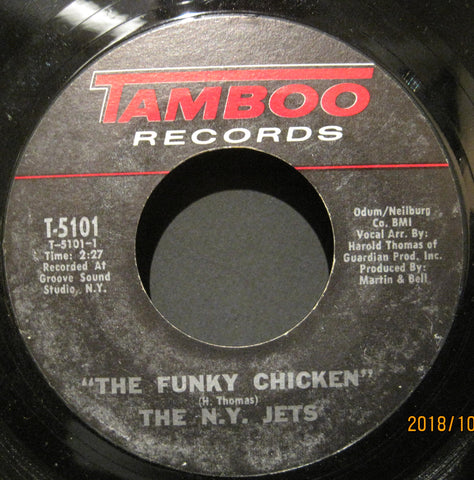 TAMBOO
RECORDS
T-5101
T-5101-1
Time: 2:27
Recorded At
Groove Sound
Studio, N.Y.
Odum/Neilburg
Co. BMI
Vocal Arr. By:
Harold Thomas of
Guardian Prod, Inc.
Produced By:
Martin & Bell
"THE FUNKY CHICKEN"
(H. Thomas)
THE N.Y. JETS
2018/10